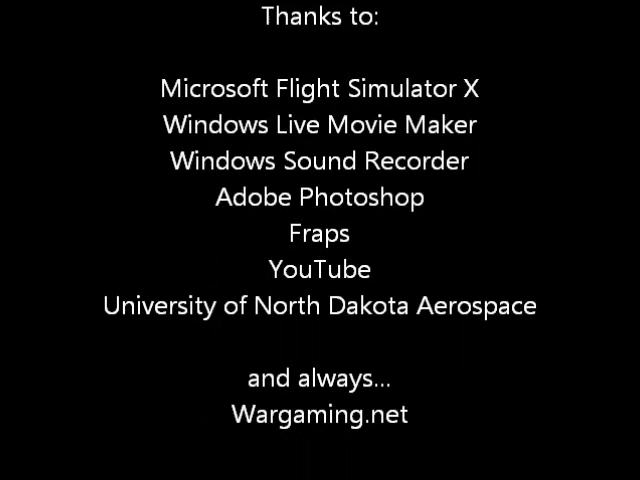 Thanks to:
Microsoft Flight Simulator X
Windows Live Movie Maker
Windows Sound Recorder
Adobe Photoshop
Fraps
YouTube
University of North Dakota Aerospace
and always...
Wargaming.net